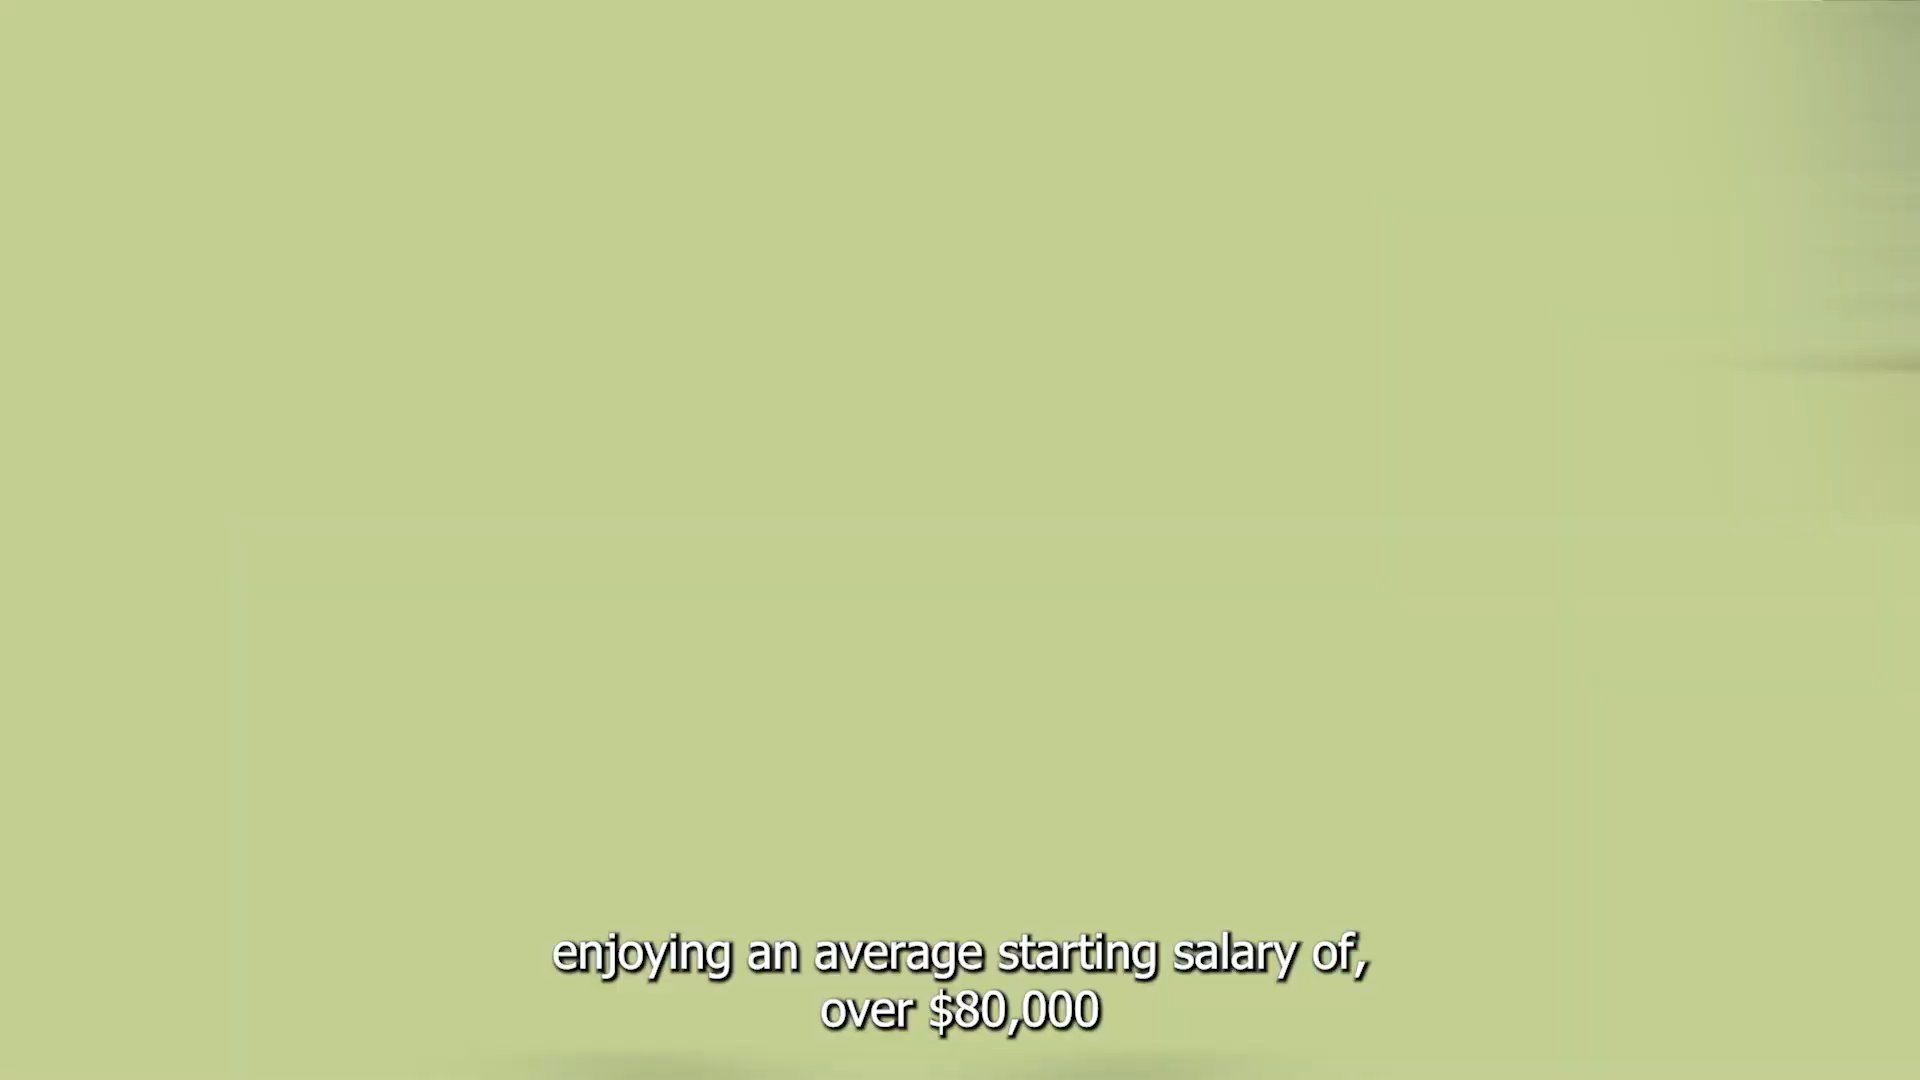 enjoying an average starting salary of,
over $80,000